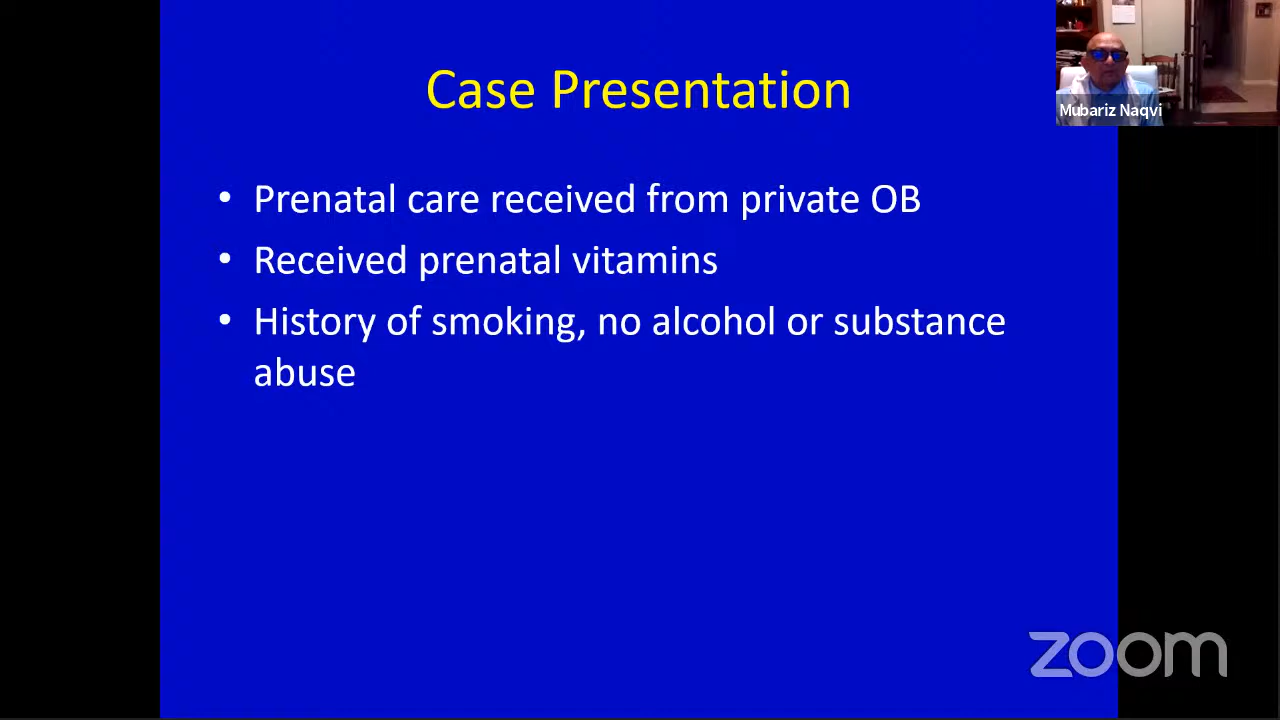 Case Presentation
Mubariz Naqvi
• Prenatal care received from private OB
• Received prenatal vitamins
• History of smoking, no alcohol or substance
abuse
zoom